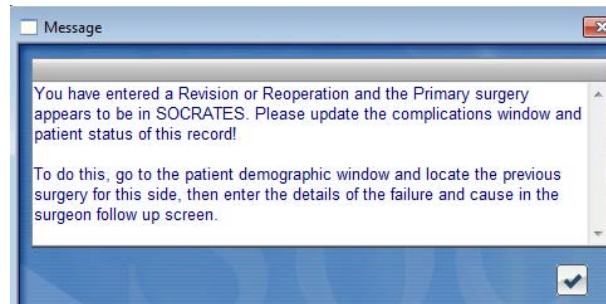 Message
You have entered a Revision or Reoperation and the Primary surgery
appears to be in SOCRATES. Please update the complications window and
patient status of this record!
To do this, go to the patient demographic window and locate the previous
surgery for this side, then enter the details of the failure and cause in the
surgeon follow up screen.